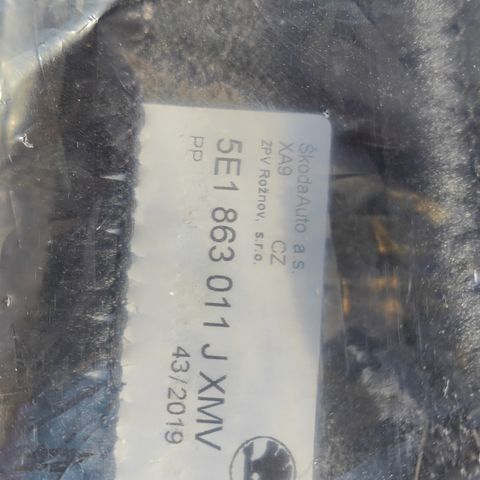 ŠkodaAuto a s.
XA9 CZ
ZPV Rožnov, s.r.o.
5E1 863 011 J XMV
PP 43/2019